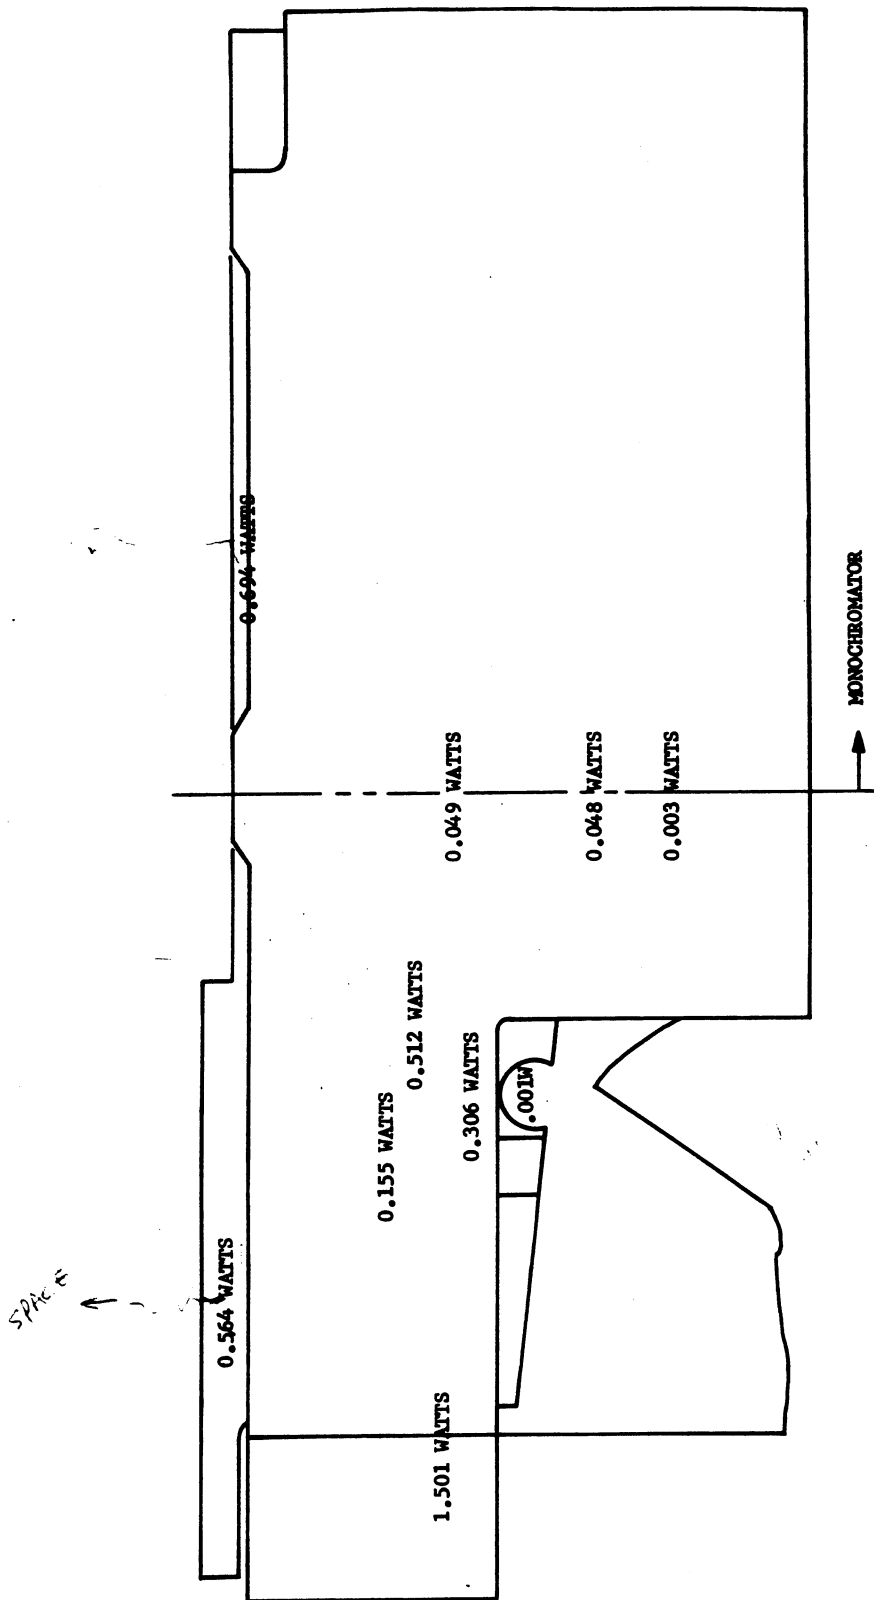 SPACE
0.564 WATTS
0.694 WATTS
0.155 WATTS
0.512 WATTS
1.501 WATTS
0.049 WATTS
0.306 WATTS
.001W
0.048 WATTS
0.003 WATTS
MONOCHROMATOR